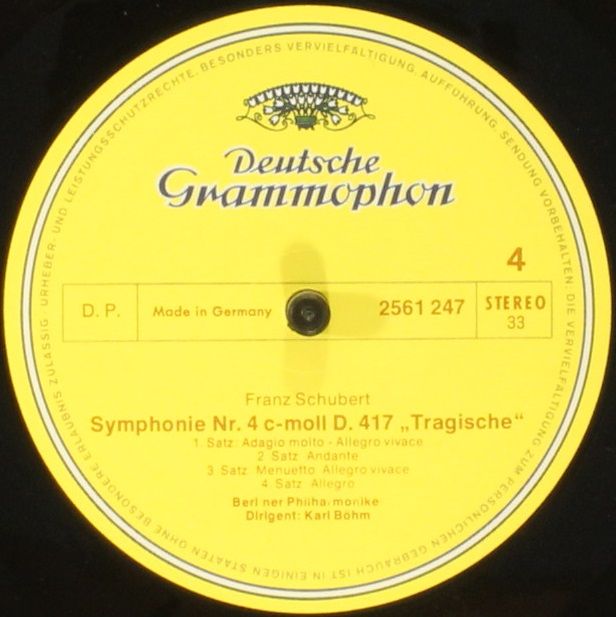 URHEBER- UND LEISTUNGSSCHUTZRECHTE, BESONDERS VERVIELFÄLTIGUNG, AUFFÜHRUNG, SENDUNG VORBEHALTEN; DIE VERVIELFÄLTIGUNG ZUM PERSÖNLICHEN GEBRAUCH IST IN EINIGEN STAATEN OHNE BESONDERE ERLAUBNIS ZULÄSSIG
Deutsche
Grammophon
4
D. P. Made in Germany 2561 247 STEREO
33
Franz Schubert
Symphonie Nr. 4 c-moll D. 417 „Tragische“
1. Satz Adagio molto - Allegro vivace
2 Satz Andante
3 Satz Menuetto Allegro vivace
4 Satz Allegro
Berliner Philharmonike
Dirigent: Karl Böhm